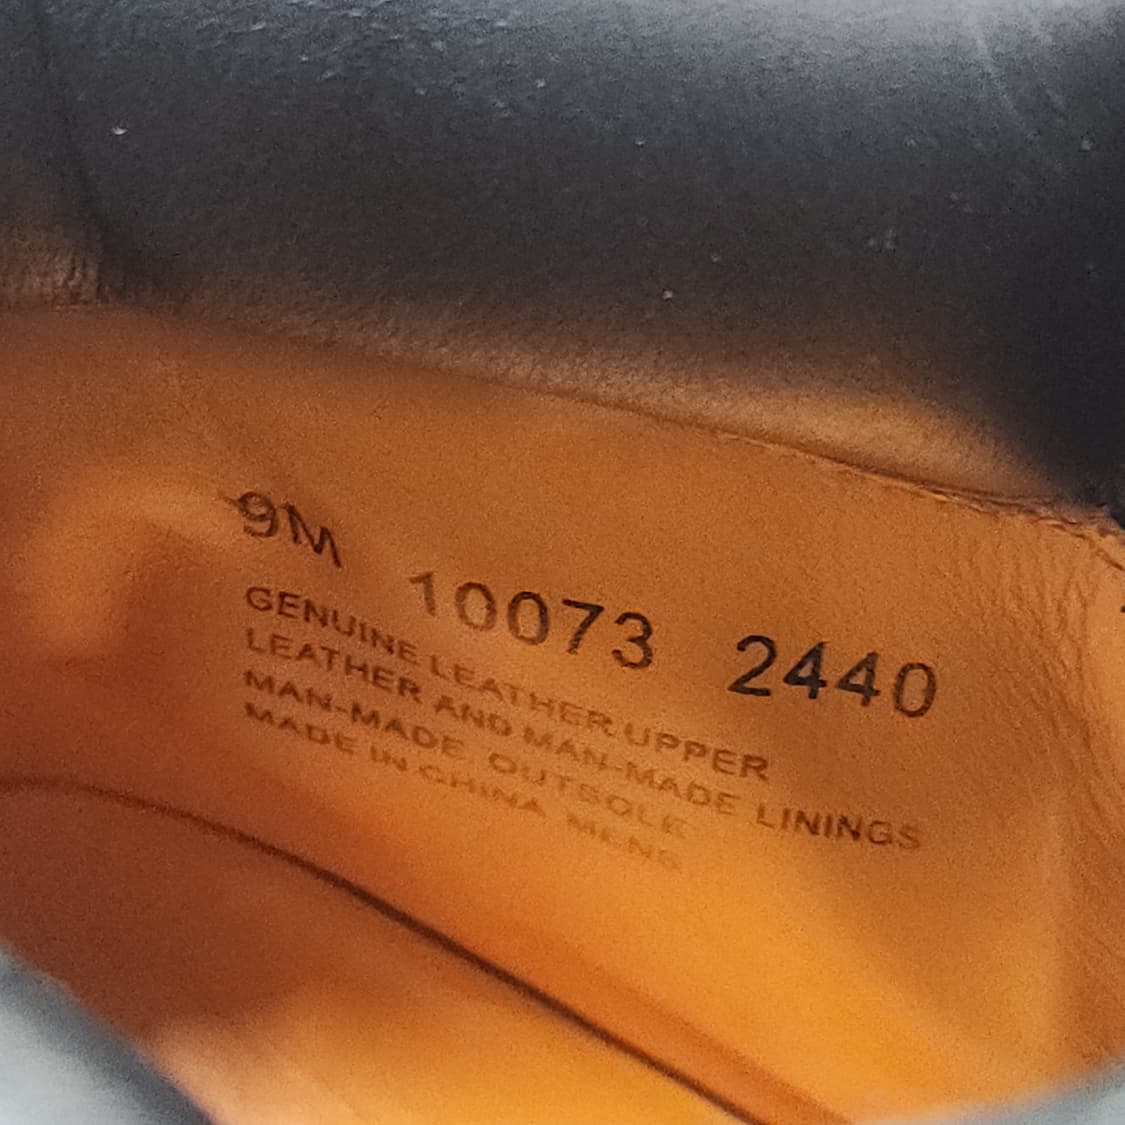 9M 10073 2440
GENUINE LEATHER UPPER
LEATHER AND MAN-MADE LININGS
MAN-MADE OUTSOLE
MADE IN CHINA MENS